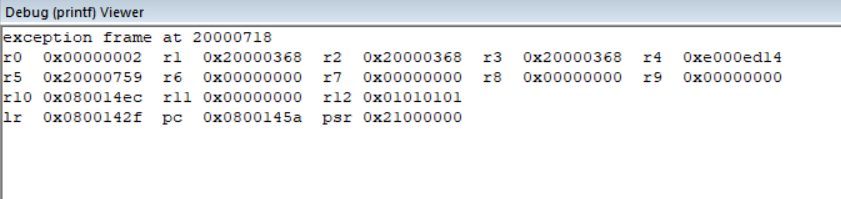 Debug (printf) Viewer
exception frame at 20000718
r0 0x00000002 r1 0x20000368 r2 0x20000368 r3 0x20000368 r4 0xe000ed14
r5 0x20000759 r6 0x00000000 r7 0x00000000 r8 0x00000000 r9 0x00000000
r10 0x080014ec r11 0x00000000 r12 0x01010101
lr 0x0800142f pc 0x0800145a psr 0x21000000